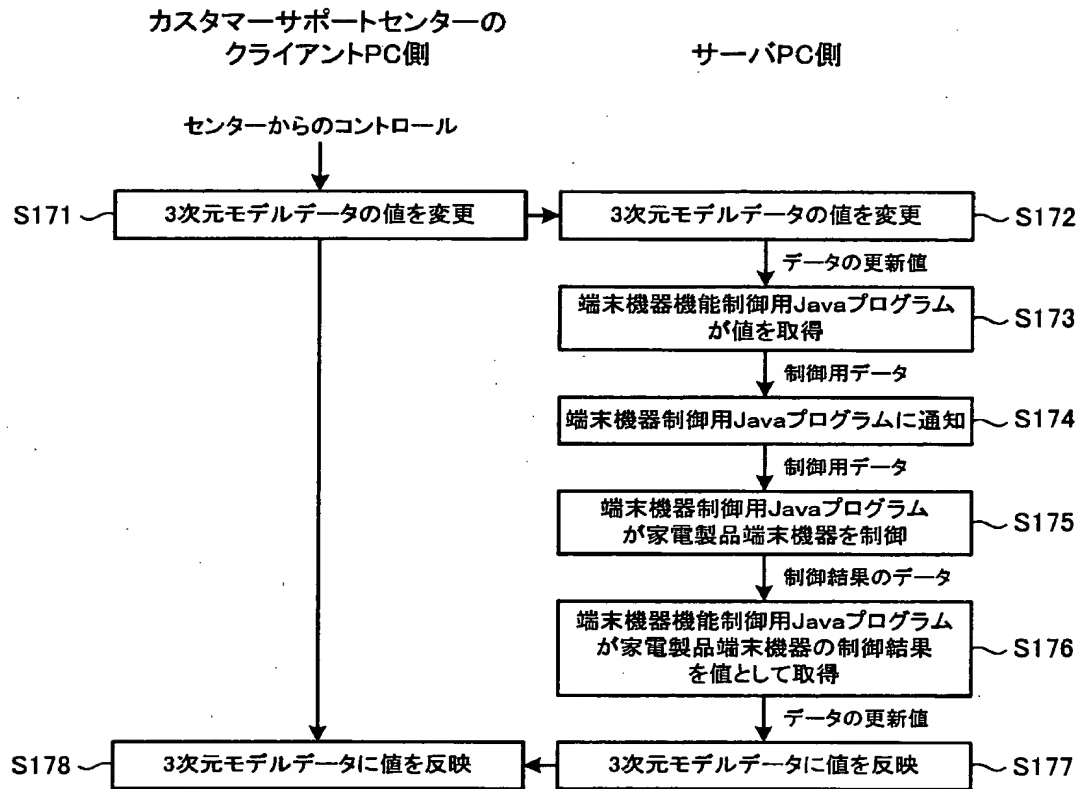 カスタマーサポートセンターの
クライアントPC側
サーバPC側
センターからのコントロール
S171
3次元モデルデータの値を変更
3次元モデルデータの値を変更
S172
データの更新値
端末機器機能制御用Javaプログラム
が値を取得
S173
制御用データ
端末機器制御用Javaプログラムに通知
S174
制御用データ
端末機器制御用Javaプログラム
が家電製品端末機器を制御
S175
制御結果のデータ
端末機器機能制御用Javaプログラム
が家電製品端末機器の制御結果
を値として取得
S176
データの更新値
S178
3次元モデルデータに値を反映
3次元モデルデータに値を反映
S177